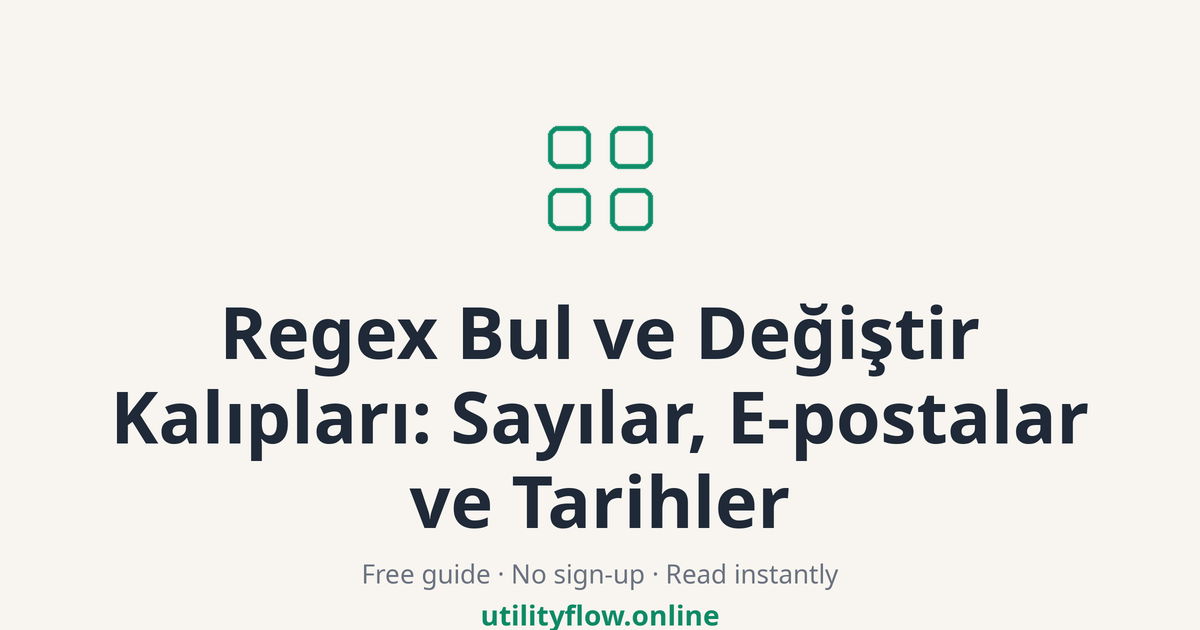 Regex Bul ve Değiştir
Kalıpları: Sayılar, E-postalar
ve Tarihler
Free guide · No sign-up · Read instantly
utilityflow.online